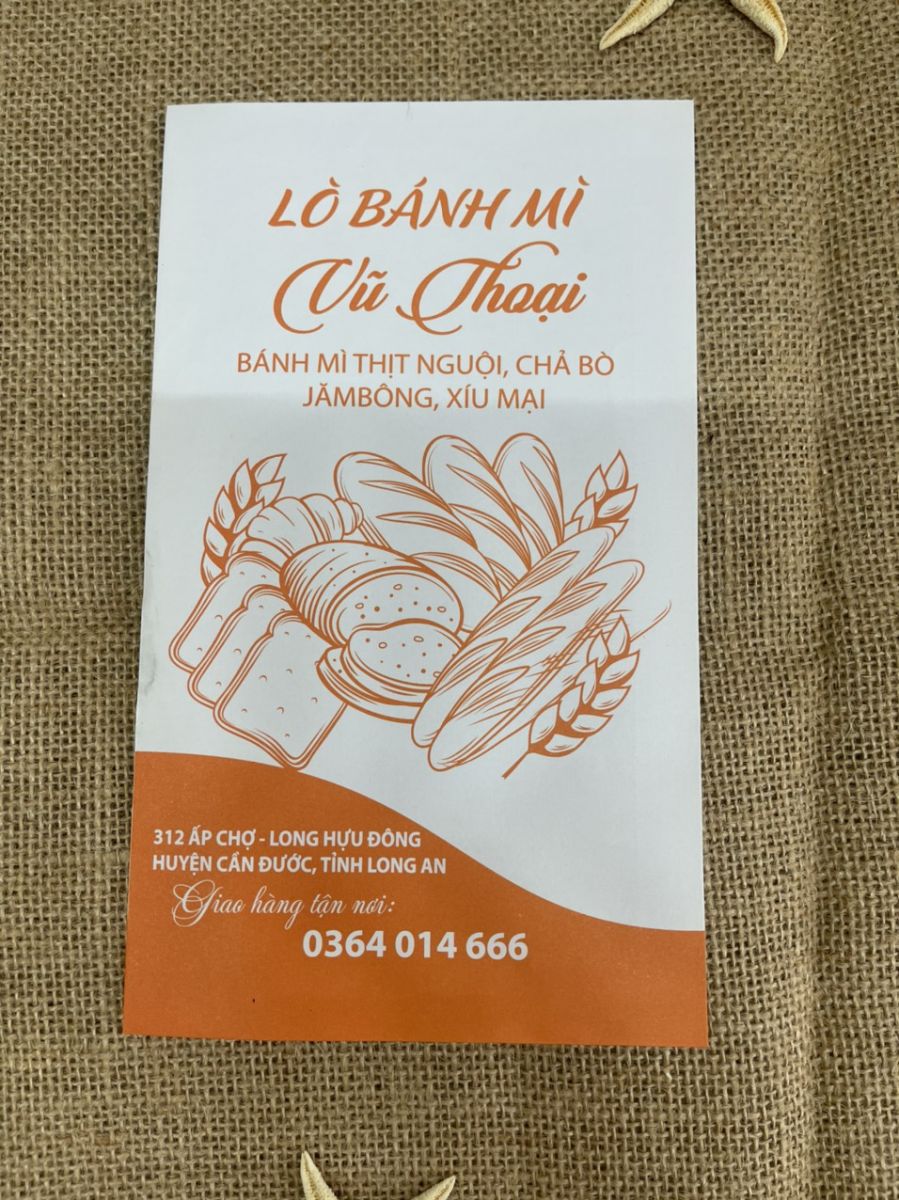 LÒ BÁNH MÌ
Vũ Thoại
BÁNH MÌ THỊT NGUỘI, CHẢ BÒ
JĂMBÔNG, XÍU MẠI
312 ẤP CHỢ - LONG HỰU ĐÔNG
HUYỆN CẦN ĐƯỚC, TỈNH LONG AN
Giao hàng tận nơi:
0364 014 666